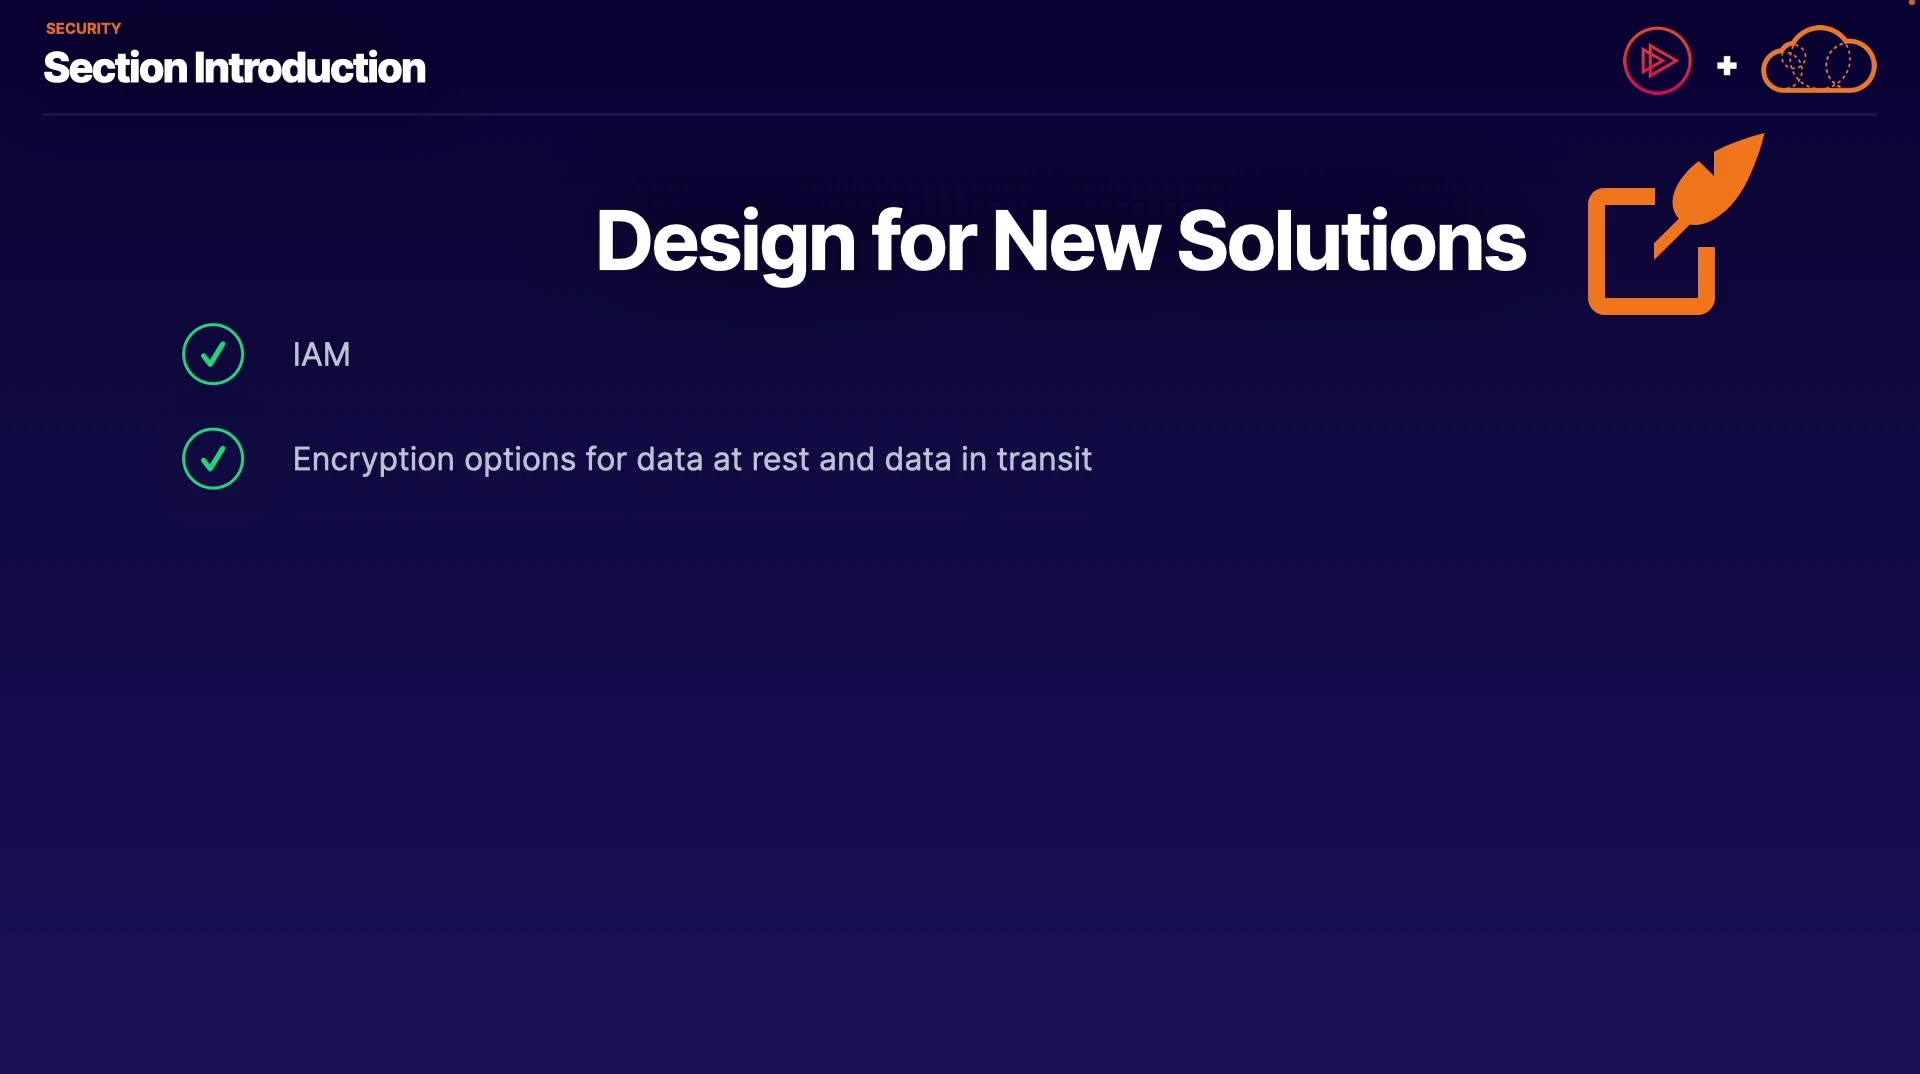 SECURITY
Section Introduction
Design for New Solutions
IAM
Encryption options for data at rest and data in transit